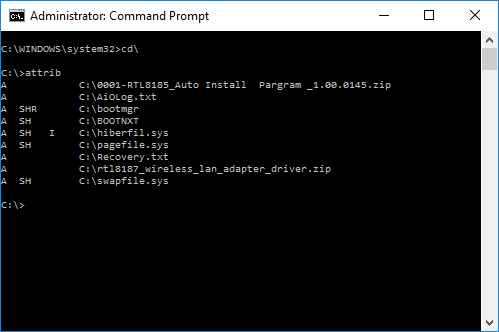 Administrator: Command Prompt
C:\WINDOWS\system32>cd\
C:\>attrib
A            C:\0001-RTL8185_Auto Install  Pargram _1.00.0145.zip
A            C:\AiOLog.txt
A  SHR       C:\bootmgr
A  SH        C:\BOOTNXT
A  SH   I    C:\hiberfil.sys
A  SH        C:\pagefile.sys
A            C:\Recovery.txt
A            C:\rtl8187_wireless_lan_adapter_driver.zip
A  SH        C:\swapfile.sys
C:\>